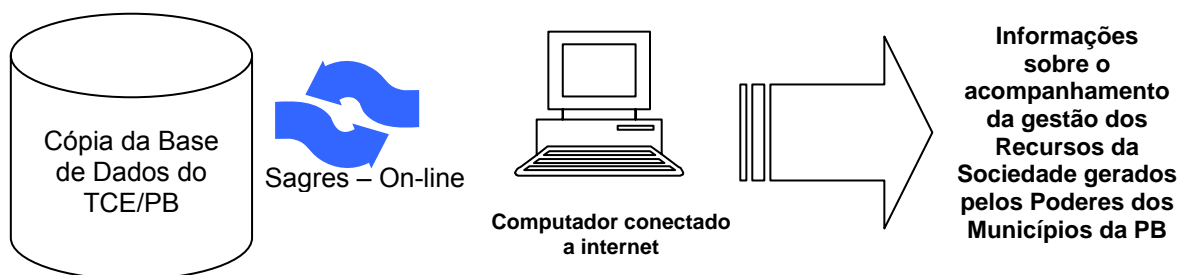 Cópia da Base
de Dados do
TCE/PB
Sagres – On-line
Computador conectado
a internet
Informações
sobre o
acompanhamento
da gestão dos
Recursos da
Sociedade gerados
pelos Poderes dos
Municípios da PB